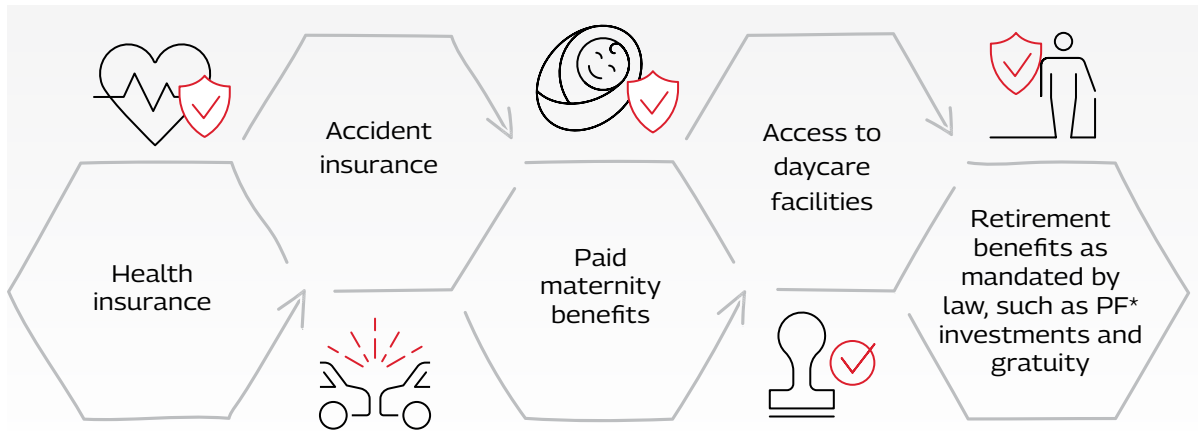 Health
insurance
Accident
insurance
Paid
maternity
benefits
Access to
daycare
facilities
Retirement
benefits as
mandated by
law, such as PF*
investments and
gratuity